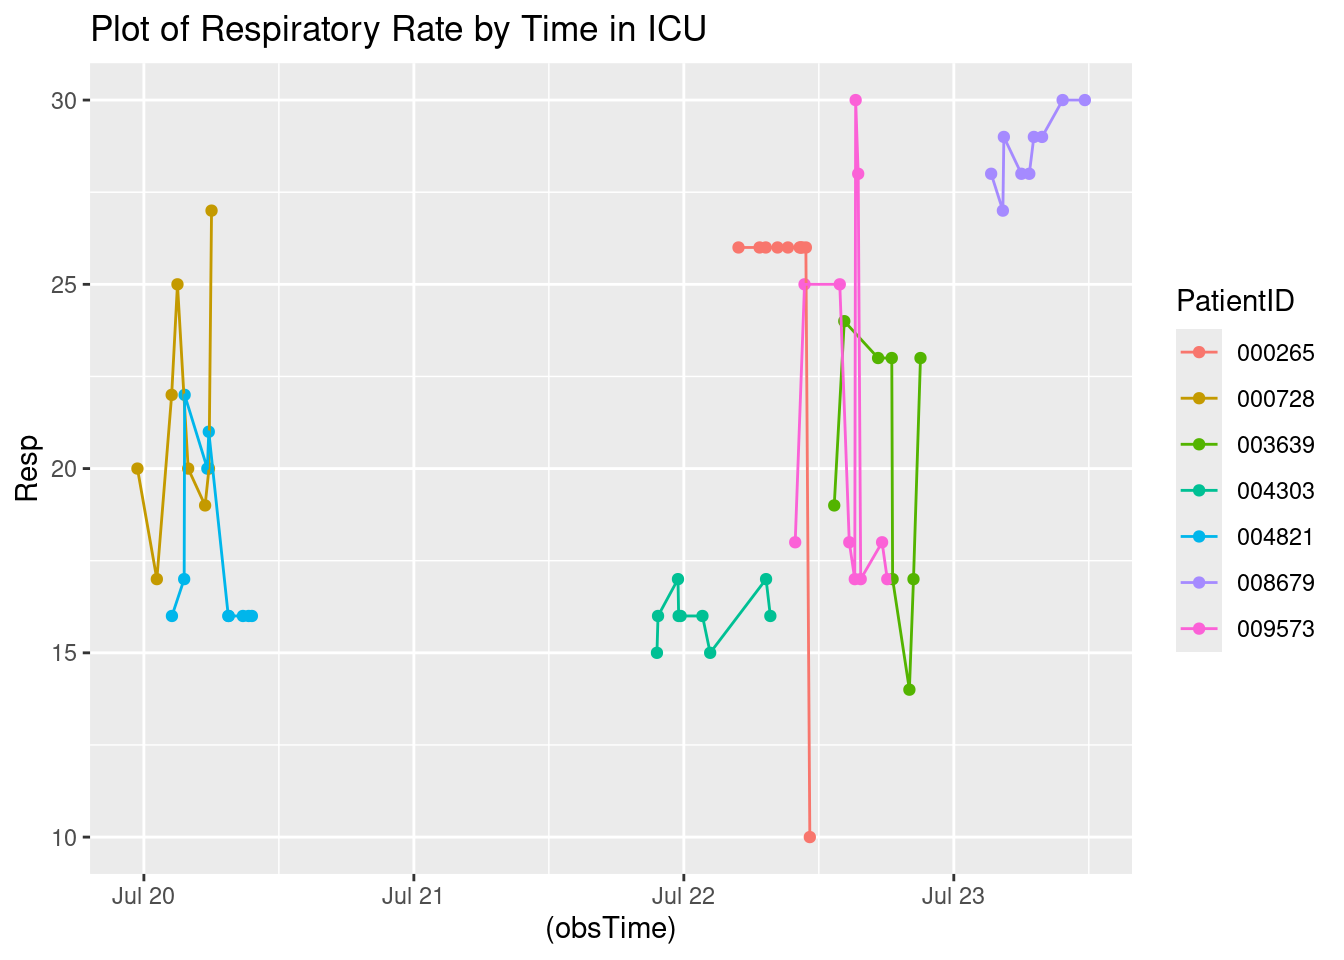 Plot of Respiratory Rate by Time in ICU
30
25
20
15
10
Resp
Jul 20
Jul 21
Jul 22
Jul 23
(obsTime)
PatientID
000265
000728
003639
004303
004821
008679
009573